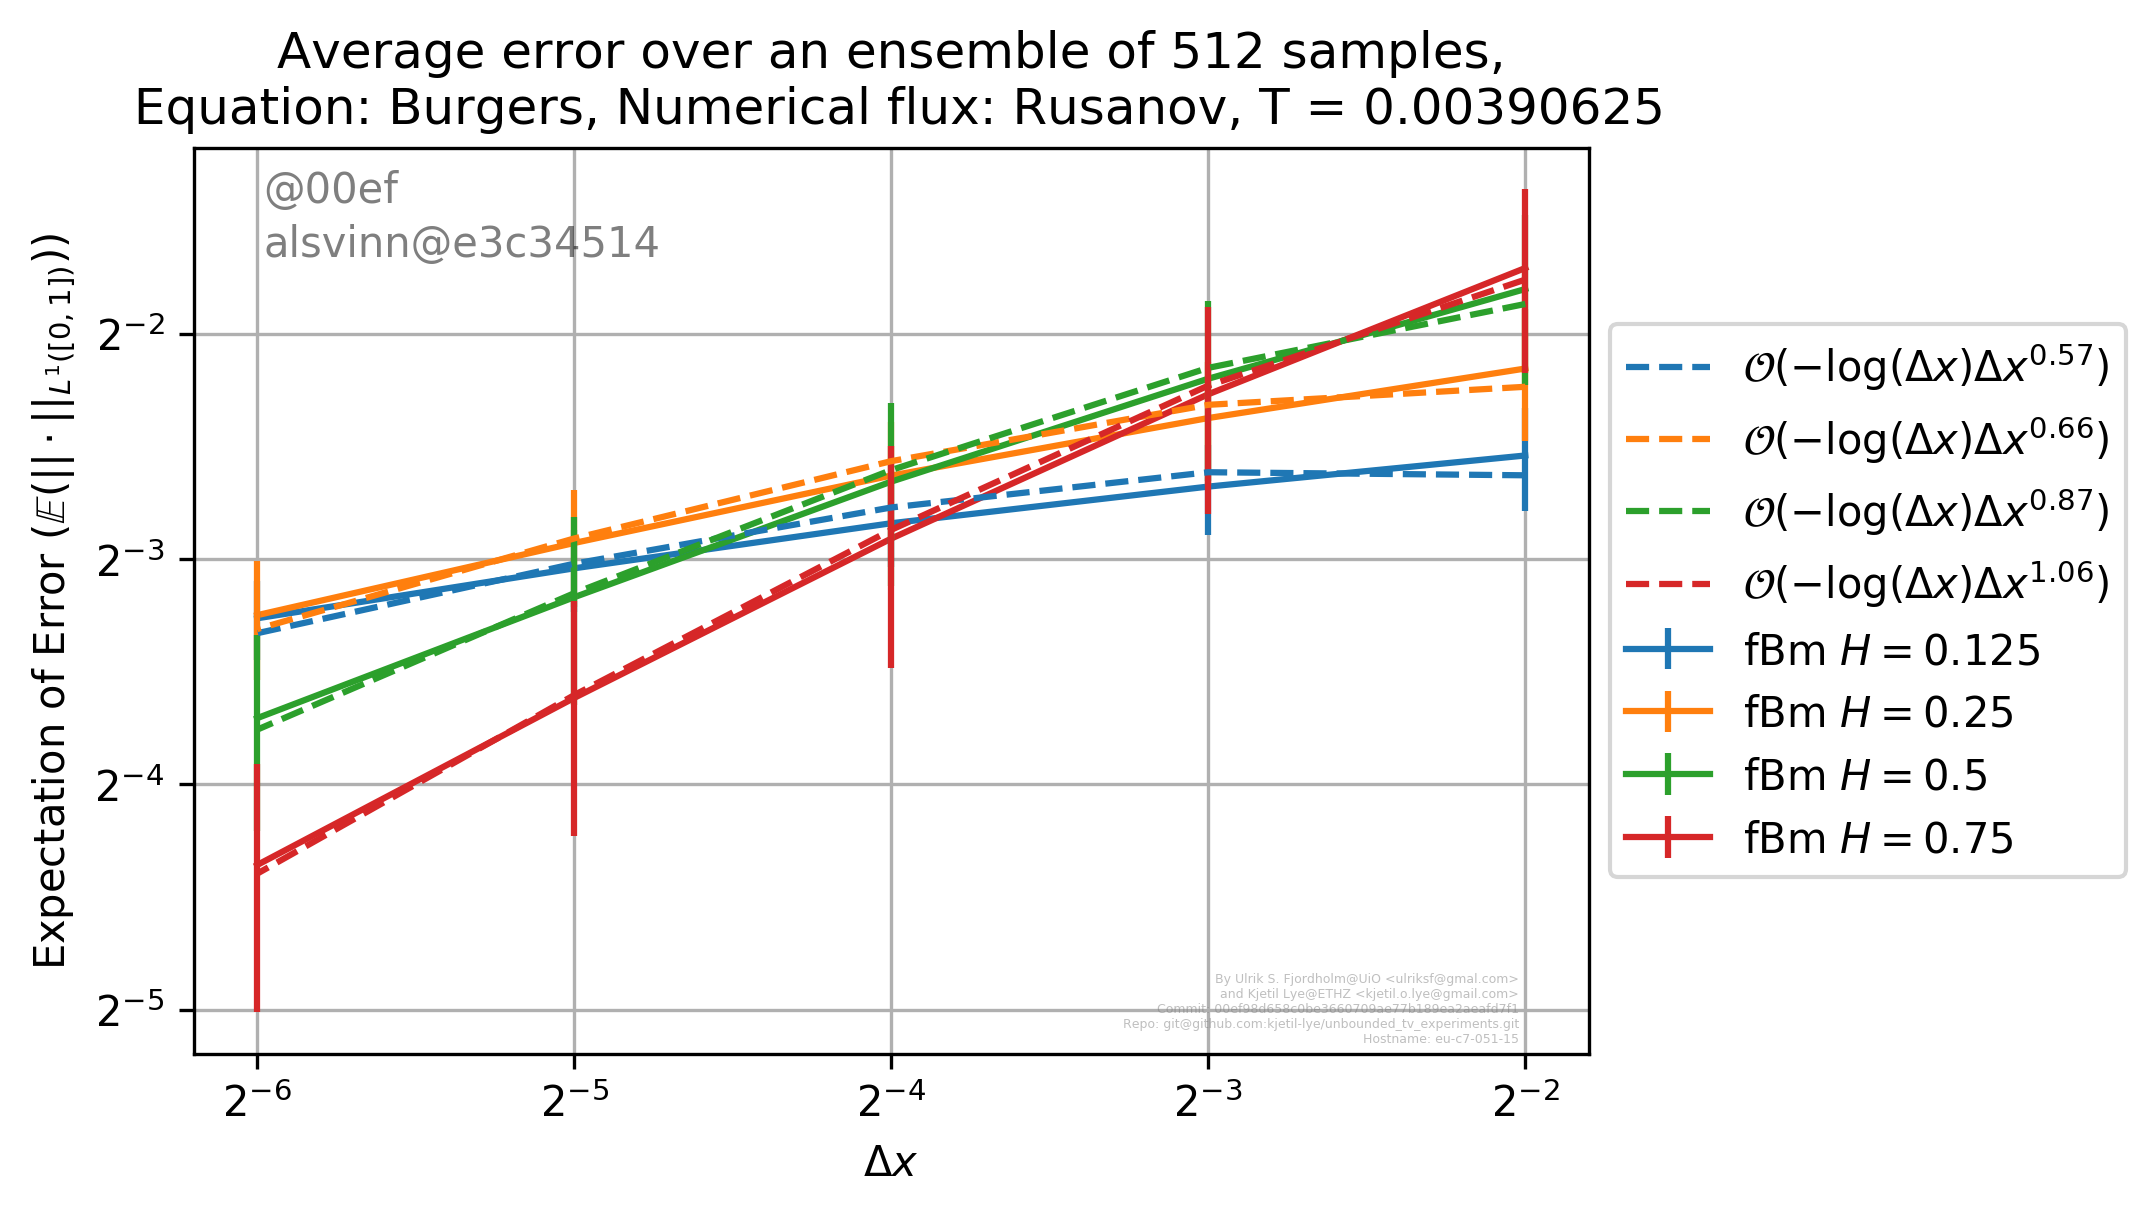 Average error over an ensemble of 512 samples,
Equation: Burgers, Numerical flux: Rusanov, T = 0.00390625
@00ef
alsvinn@e3c34514
Expectation of Error (𝔼(||·||_{L^1([0,1])}))
2^{-2}
2^{-3}
2^{-4}
2^{-5}
2^{-6}
2^{-5}
2^{-4}
2^{-3}
2^{-2}
Δx
By Ulrik S. Fjordholm@UiO <ulriksf@gmal.com>
and Kjetil Lye@ETHZ <kjetil.o.lye@gmail.com>
Commit: 00ef98d658c0be3660709ae77b189ea2aeafd7f1
Repo: git@github.com:kjetil-lye/unbounded_tv_experiments.git
Hostname: eu-c7-051-15
𝒪(−log(Δx)Δx^{0.57})
𝒪(−log(Δx)Δx^{0.66})
𝒪(−log(Δx)Δx^{0.87})
𝒪(−log(Δx)Δx^{1.06})
fBm H = 0.125
fBm H = 0.25
fBm H = 0.5
fBm H = 0.75